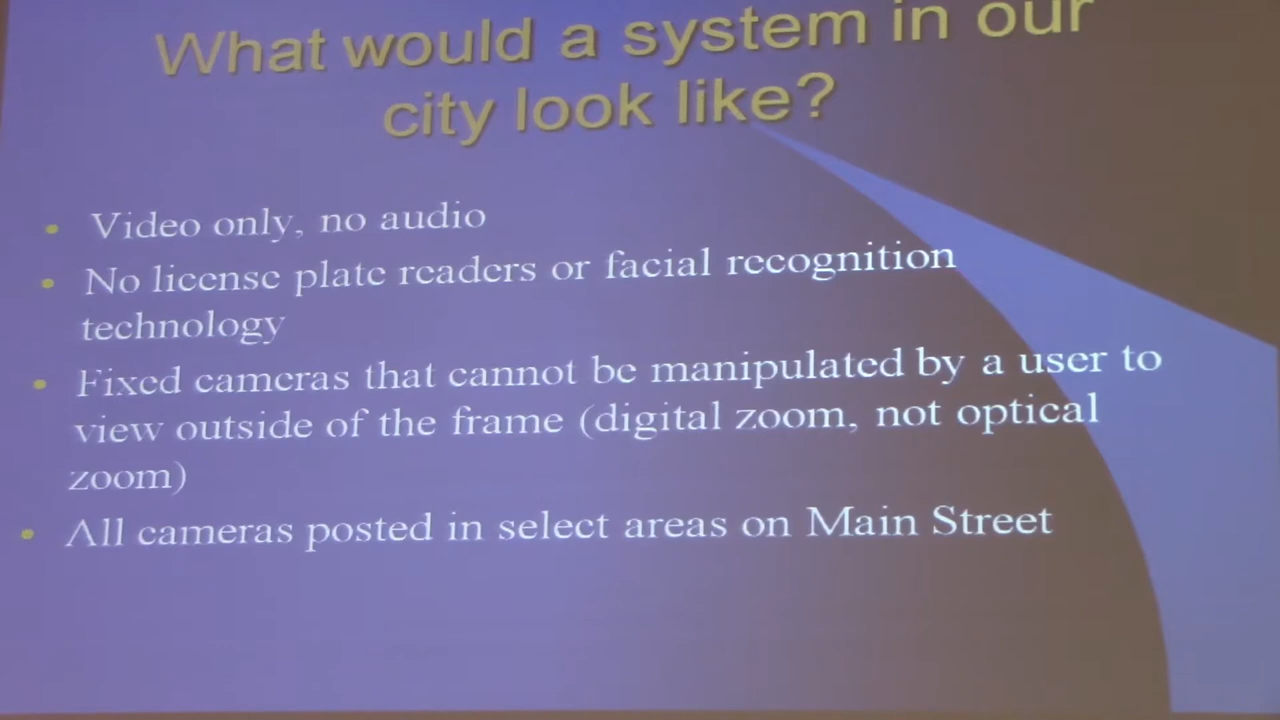 What would a system in our
city look like?
• Video only, no audio
• No license plate readers or facial recognition
technology
• Fixed cameras that cannot be manipulated by a user to
view outside of the frame (digital zoom, not optical
zoom)
• All cameras posted in select areas on Main Street